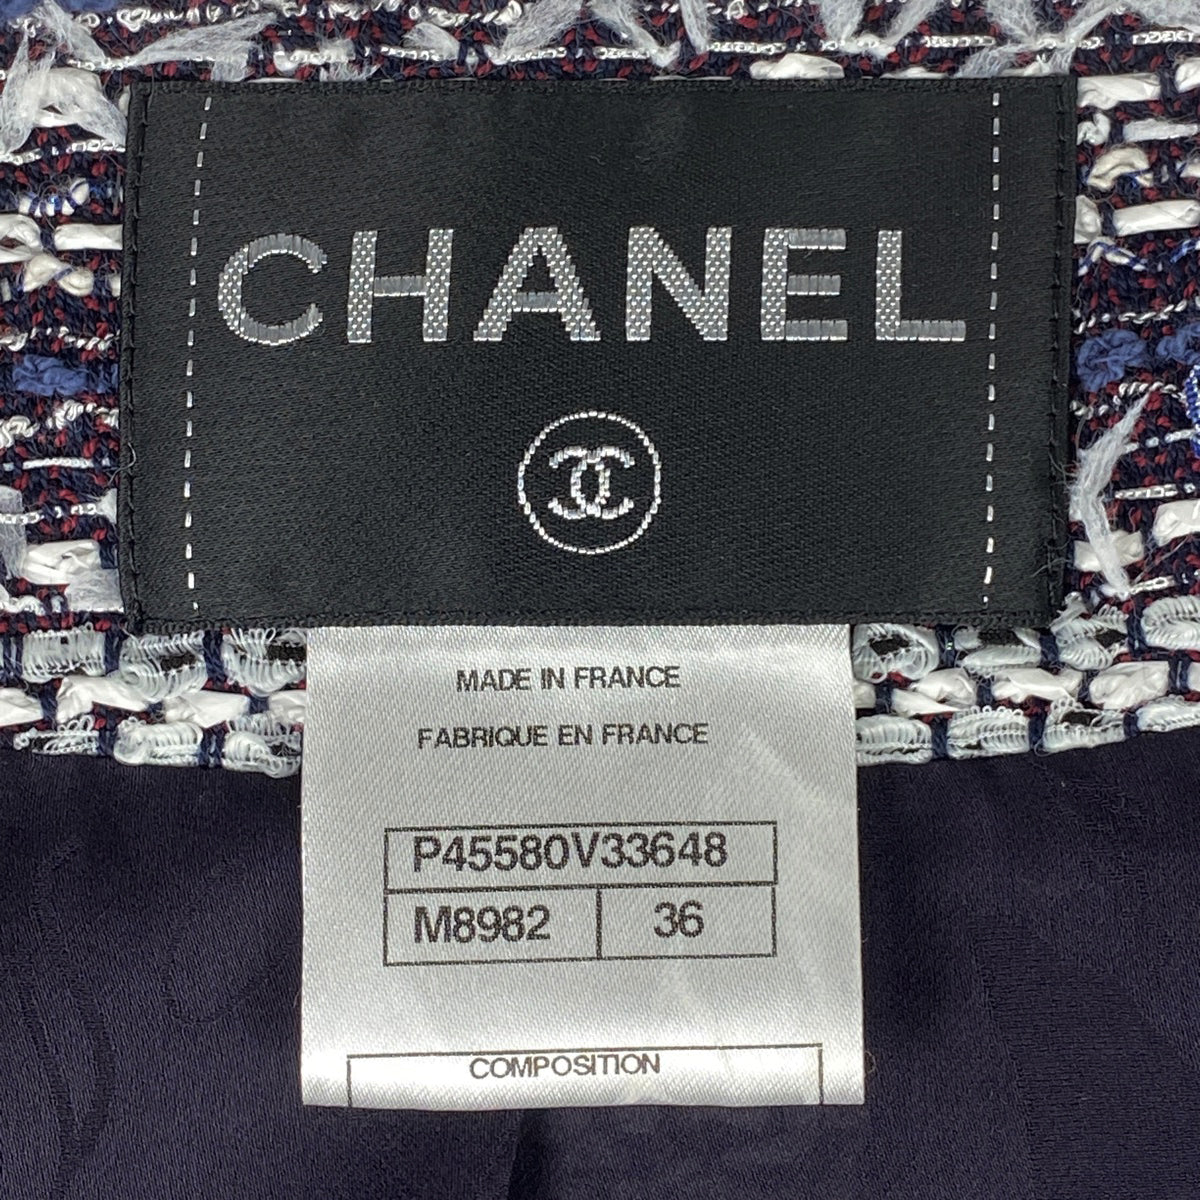 CHANEL
MADE IN FRANCE
FABRIQUE EN FRANCE
P45580V33648
M8982 36
COMPOSITION